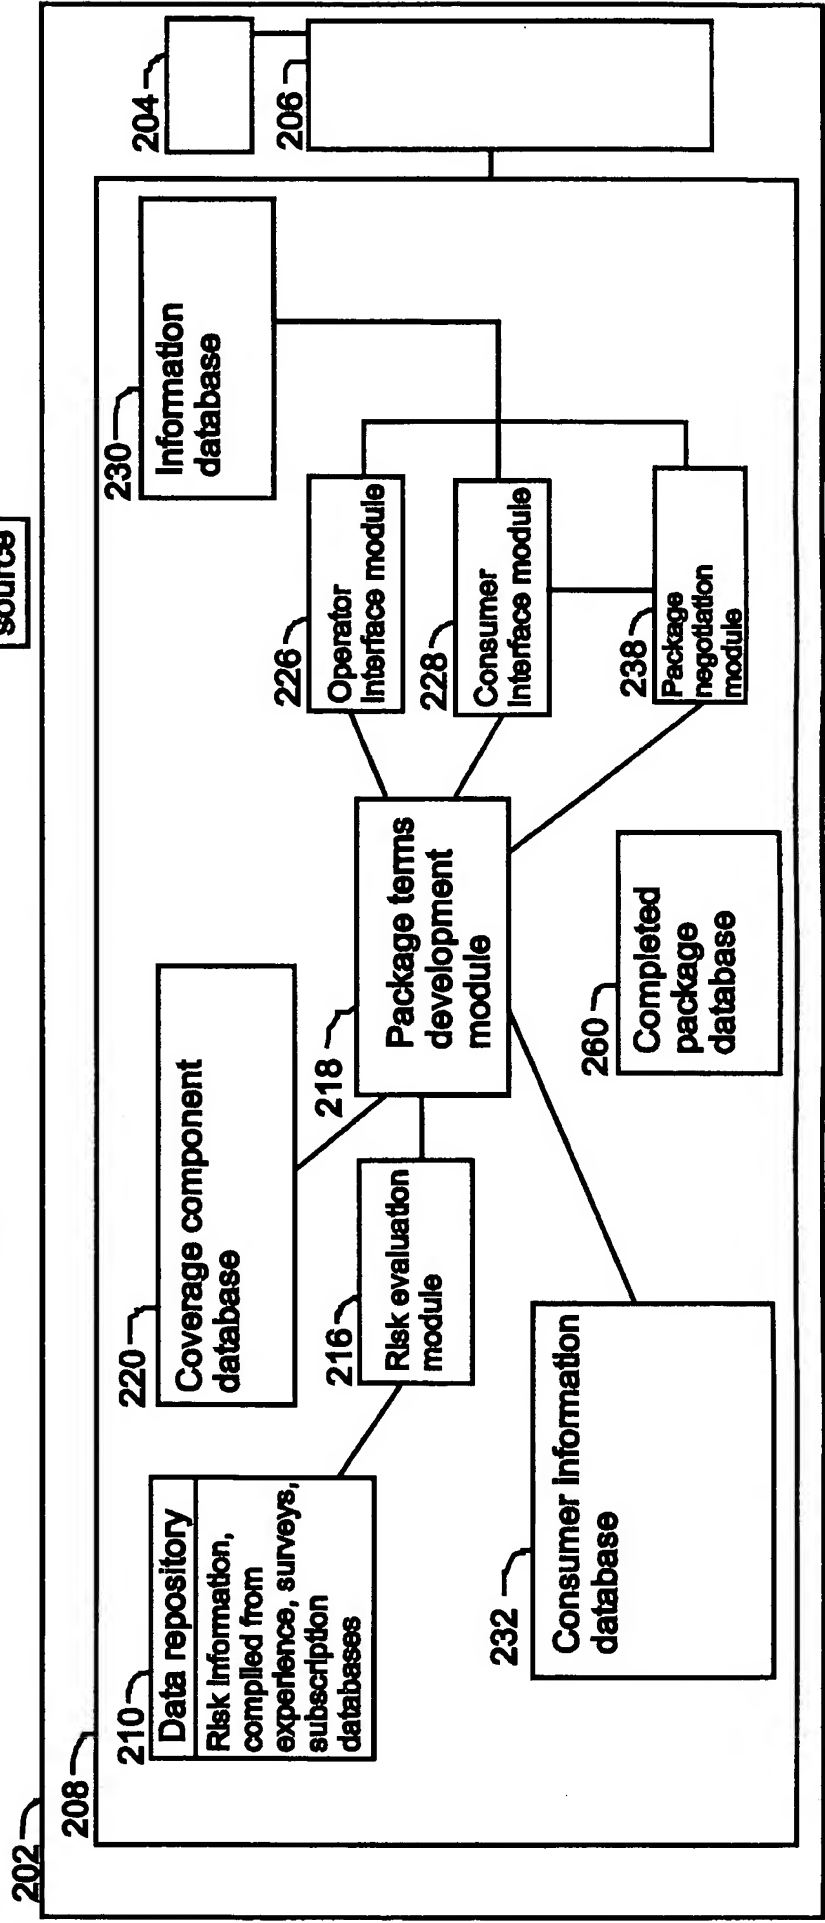 source
202
208
210
Data repository
Risk information,
compiled from
experience, surveys,
subscription
databases
220
Coverage component
database
216
Risk evaluation
module
232
Consumer information
database
218
Package terms
development
module
260
Completed
package
database
226
Operator
Interface module
228
Consumer
Interface module
238
Package
negotiation
module
230
Information
database
204
206